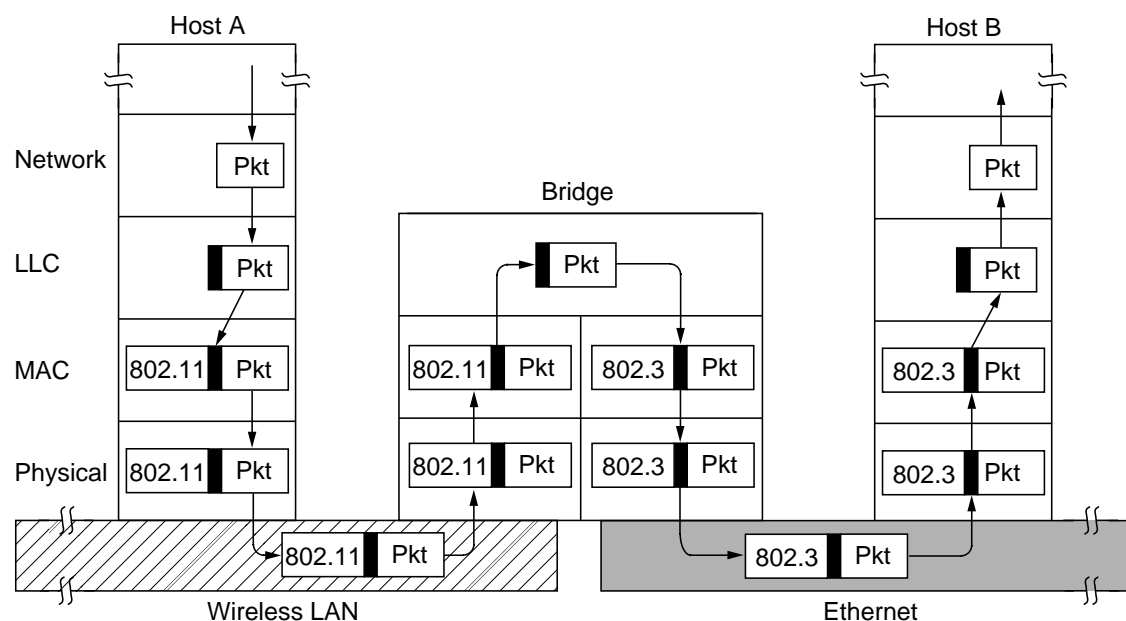 Host A
Host B
Bridge
Network
Pkt
Pkt
LLC
Pkt
Pkt
Pkt
MAC
802.11 Pkt
802.11 Pkt
802.3 Pkt
802.3 Pkt
Physical
802.11 Pkt
802.11 Pkt
802.3 Pkt
802.3 Pkt
802.11 Pkt
802.3 Pkt
Wireless LAN
Ethernet